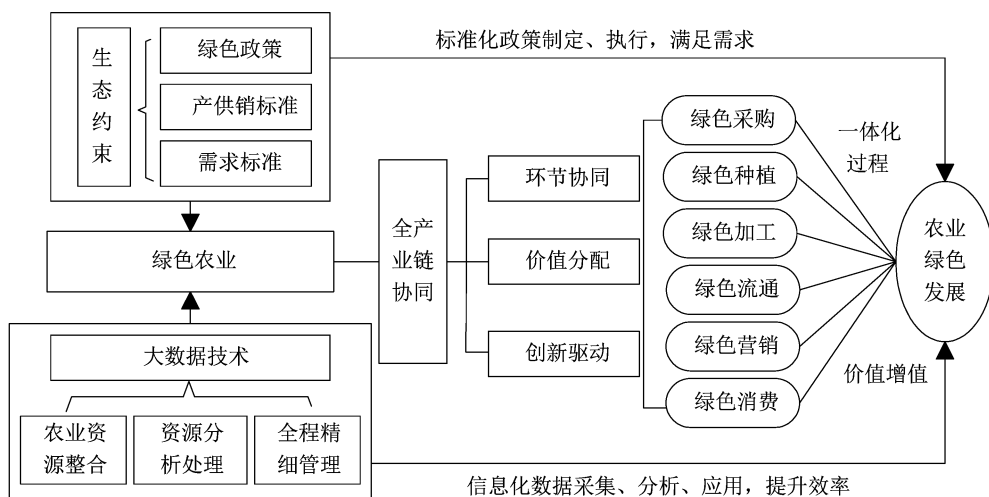 生
态
约
束
绿色政策
产供销标准
需求标准
标准化政策制定、执行，满足需求
绿色农业
全产
业链
协同
环节协同
价值分配
创新驱动
绿色采购
绿色种植
绿色加工
绿色流通
绿色营销
绿色消费
一体化
过程
农业
绿色
发展
价值增值
大数据技术
农业资
源整合
资源分
析处理
全程精
细管理
信息化数据采集、分析、应用，提升效率